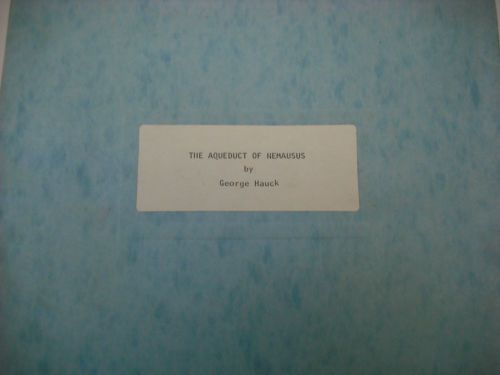 THE AQUEDUCT OF NEMAUSUS
by
George Hauck